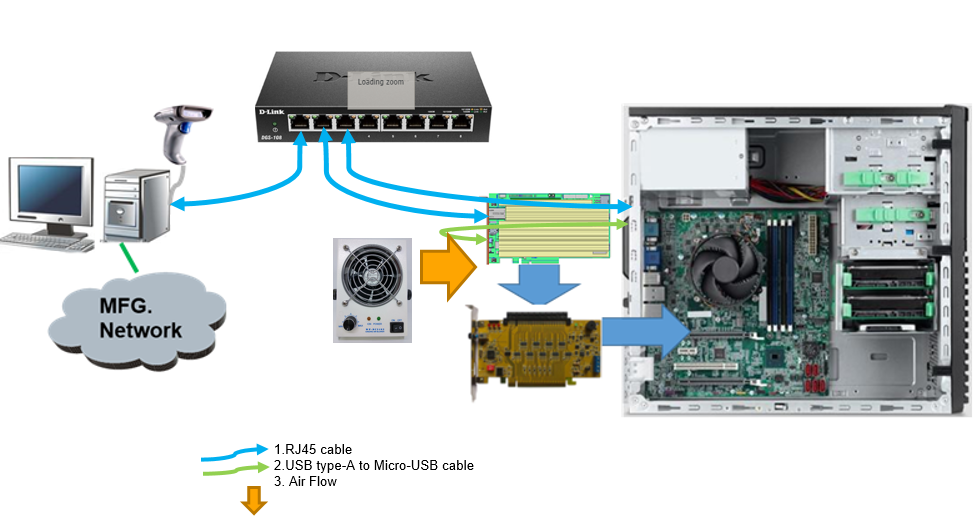 D-Link
Loading zoom
D-Link
DGS-108
MFG.
Network
1.RJ45 cable
2.USB type-A to Micro-USB cable
3. Air Flow